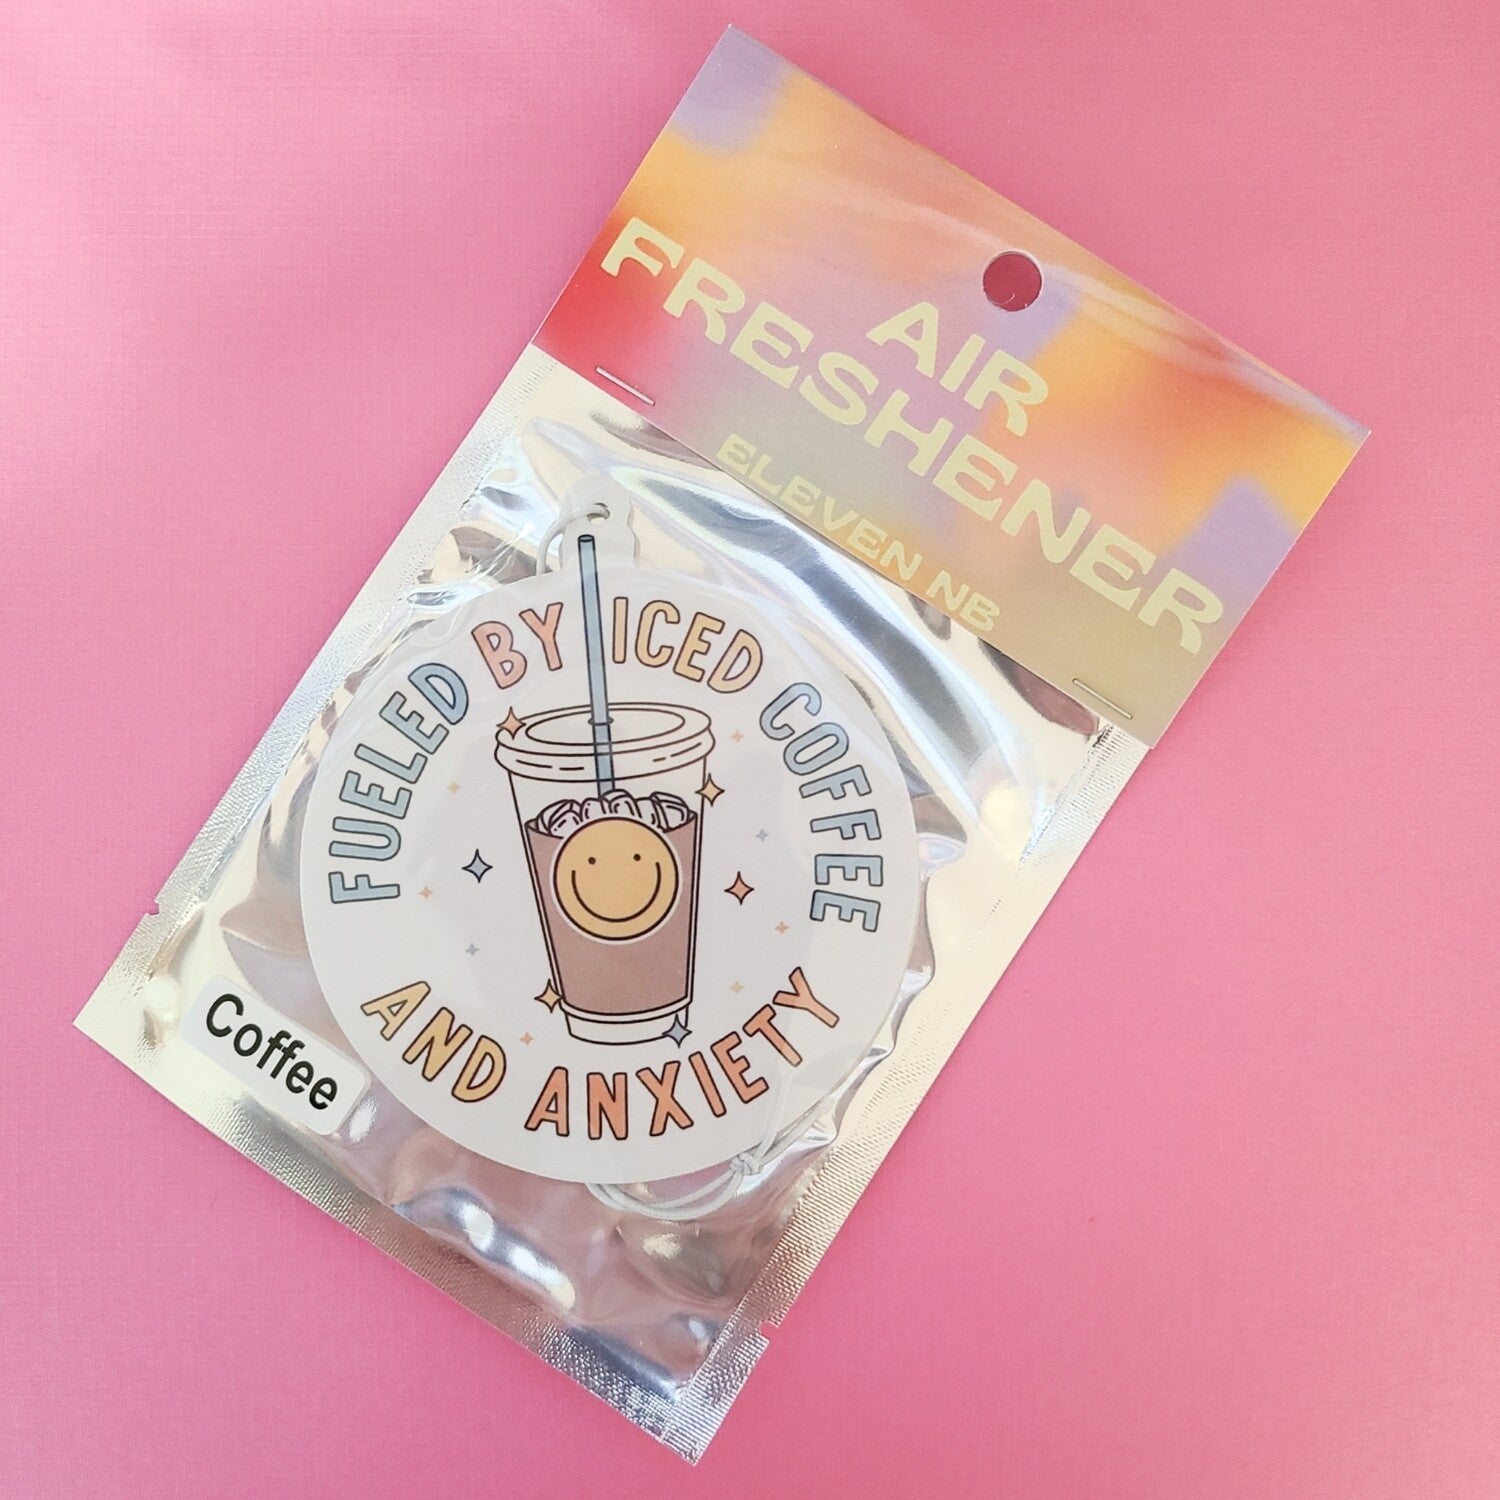 AIR
FRESHENER
ELEVEN NB
FUELED BY ICED COFFEE
AND ANXIETY
Coffee